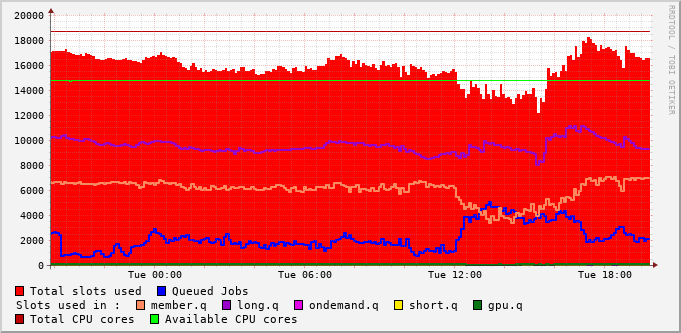 20000
18000
16000
14000
12000
10000
8000
6000
4000
2000
0
Tue 00:00 Tue 06:00 Tue 12:00 Tue 18:00
RRDTOOL / TOBI OETIKER
Total slots used Queued Jobs
Slots used in : member.q long.q ondemand.q short.q gpu.q
Total CPU cores Available CPU cores